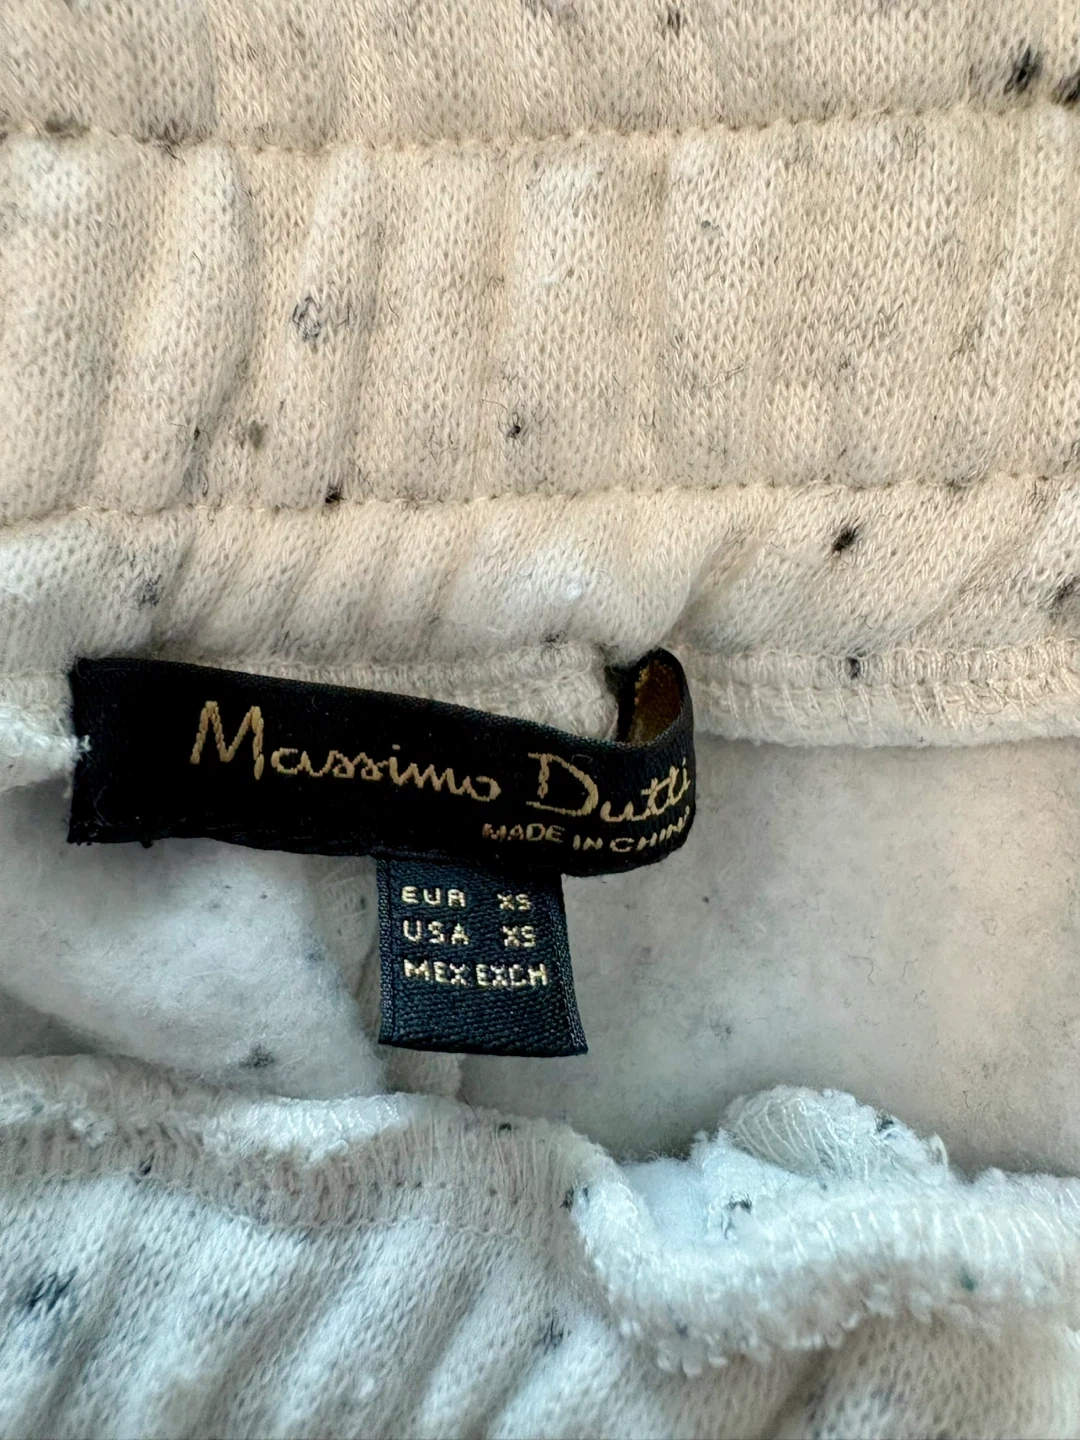 Massimo Dutti
MADE IN CHINA
EUR XS
USA XS
MEX EXCH